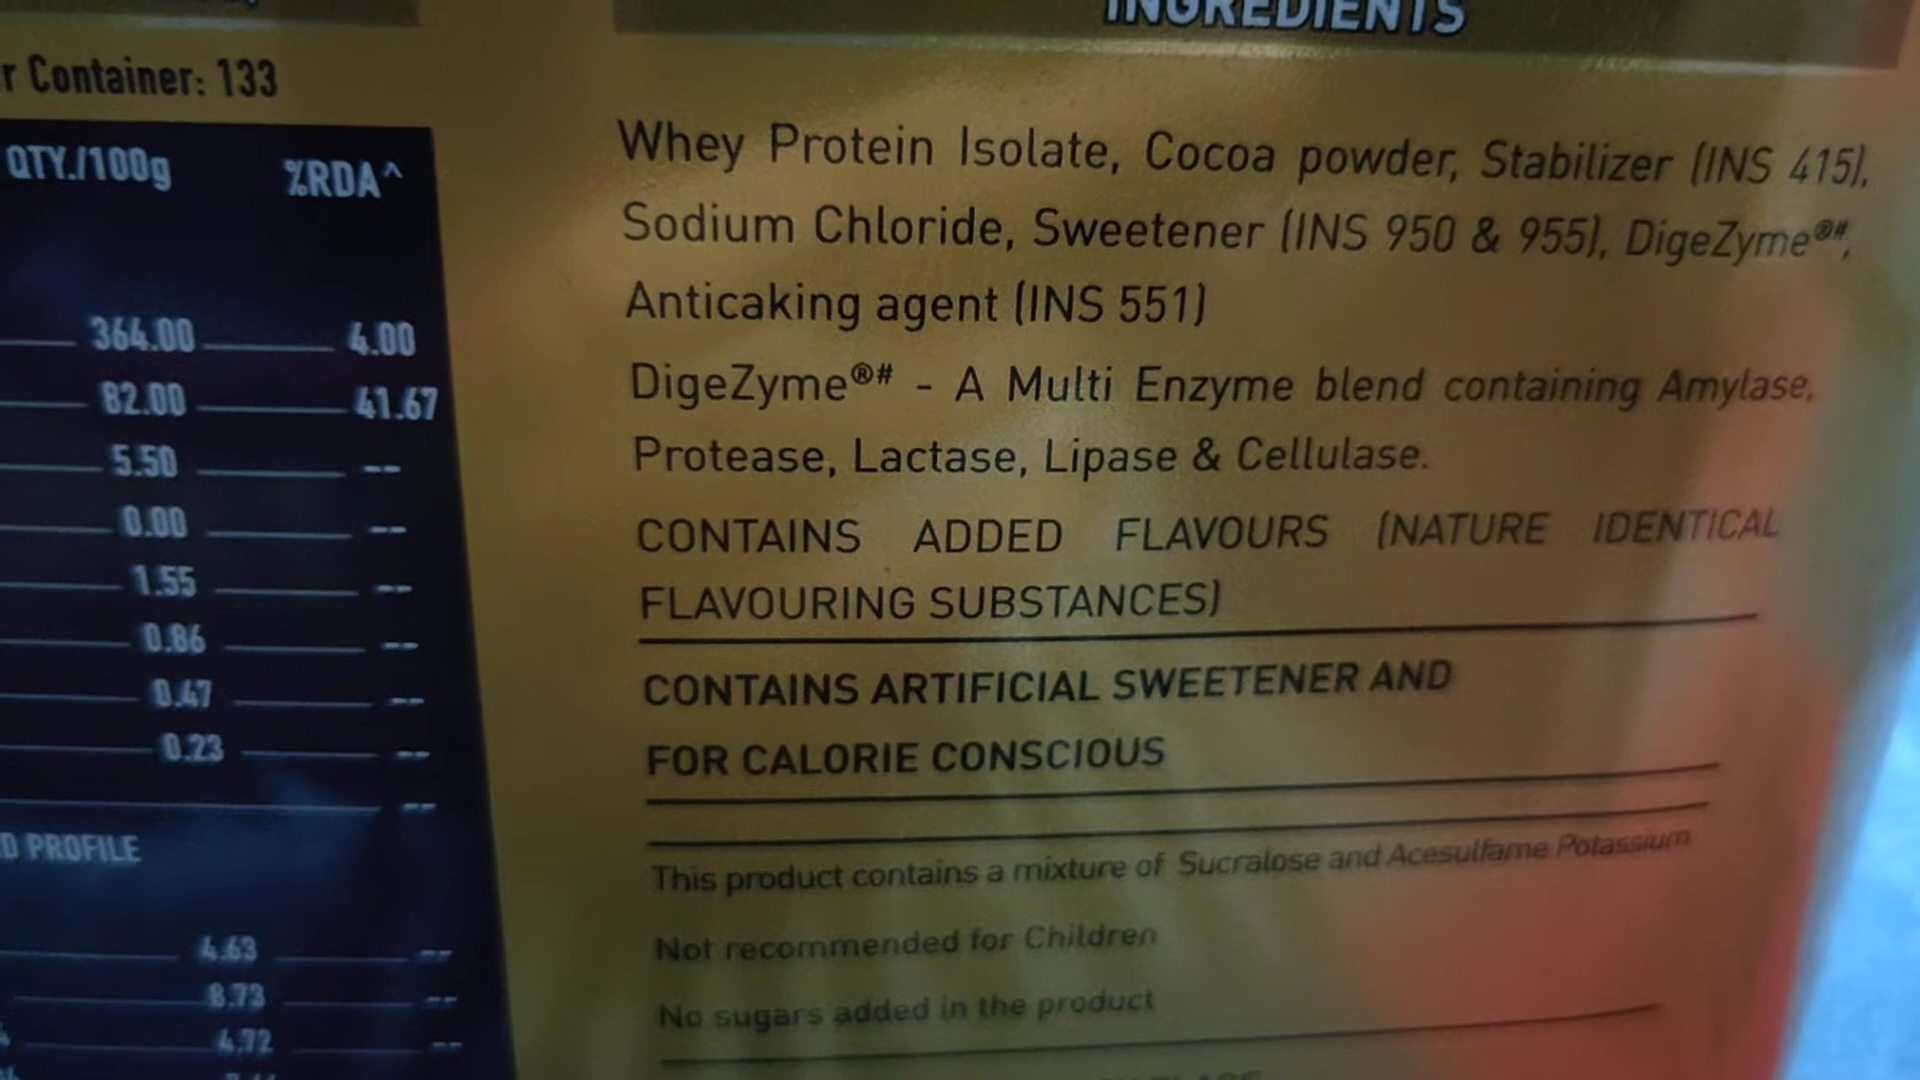 INGREDIENTS
r Container: 133
QTY./100g %RDA^
364.00 4.00
82.00 41.67
5.50 --
0.00 --
1.55 --
0.86 --
0.47 --
0.23 --
--
D PROFILE
4.63 --
8.73 --
4.72 --
Whey Protein Isolate, Cocoa powder, Stabilizer (INS 415),
Sodium Chloride, Sweetener (INS 950 & 955), DigeZyme®#,
Anticaking agent (INS 551)
DigeZyme®# - A Multi Enzyme blend containing Amylase,
Protease, Lactase, Lipase & Cellulase.
CONTAINS ADDED FLAVOURS (NATURE IDENTICAL
FLAVOURING SUBSTANCES)
CONTAINS ARTIFICIAL SWEETENER AND
FOR CALORIE CONSCIOUS
This product contains a mixture of Sucralose and Acesulfame Potassium
Not recommended for Children
No sugars added in the product